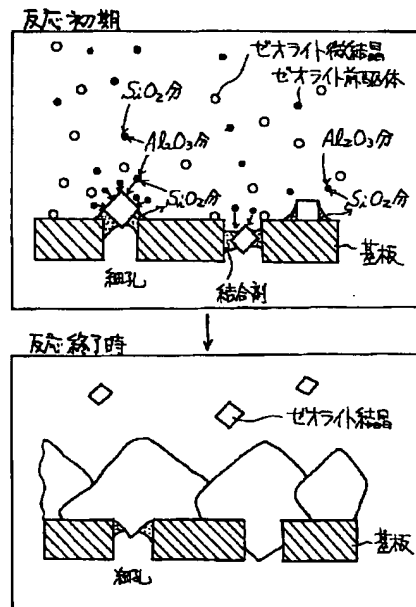 反応初期
ゼオライト微結晶
ゼオライト前駆体
SiO₂分
Al₂O₃分
SiO₂分
Al₂O₃分
SiO₂分
細孔
結合剤
基板
反応終了時
ゼオライト結晶
基板
細孔